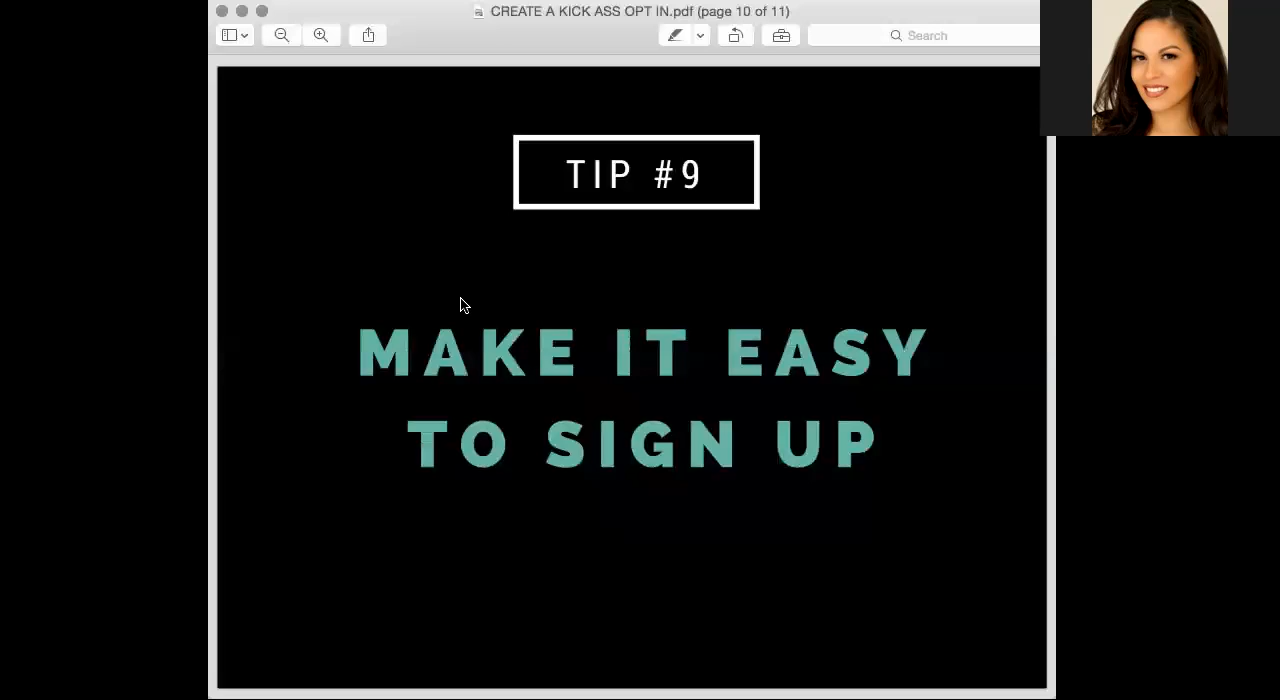 CREATE A KICK ASS OPT IN.pdf (page 10 of 11)
Search
TIP #9
MAKE IT EASY
TO SIGN UP